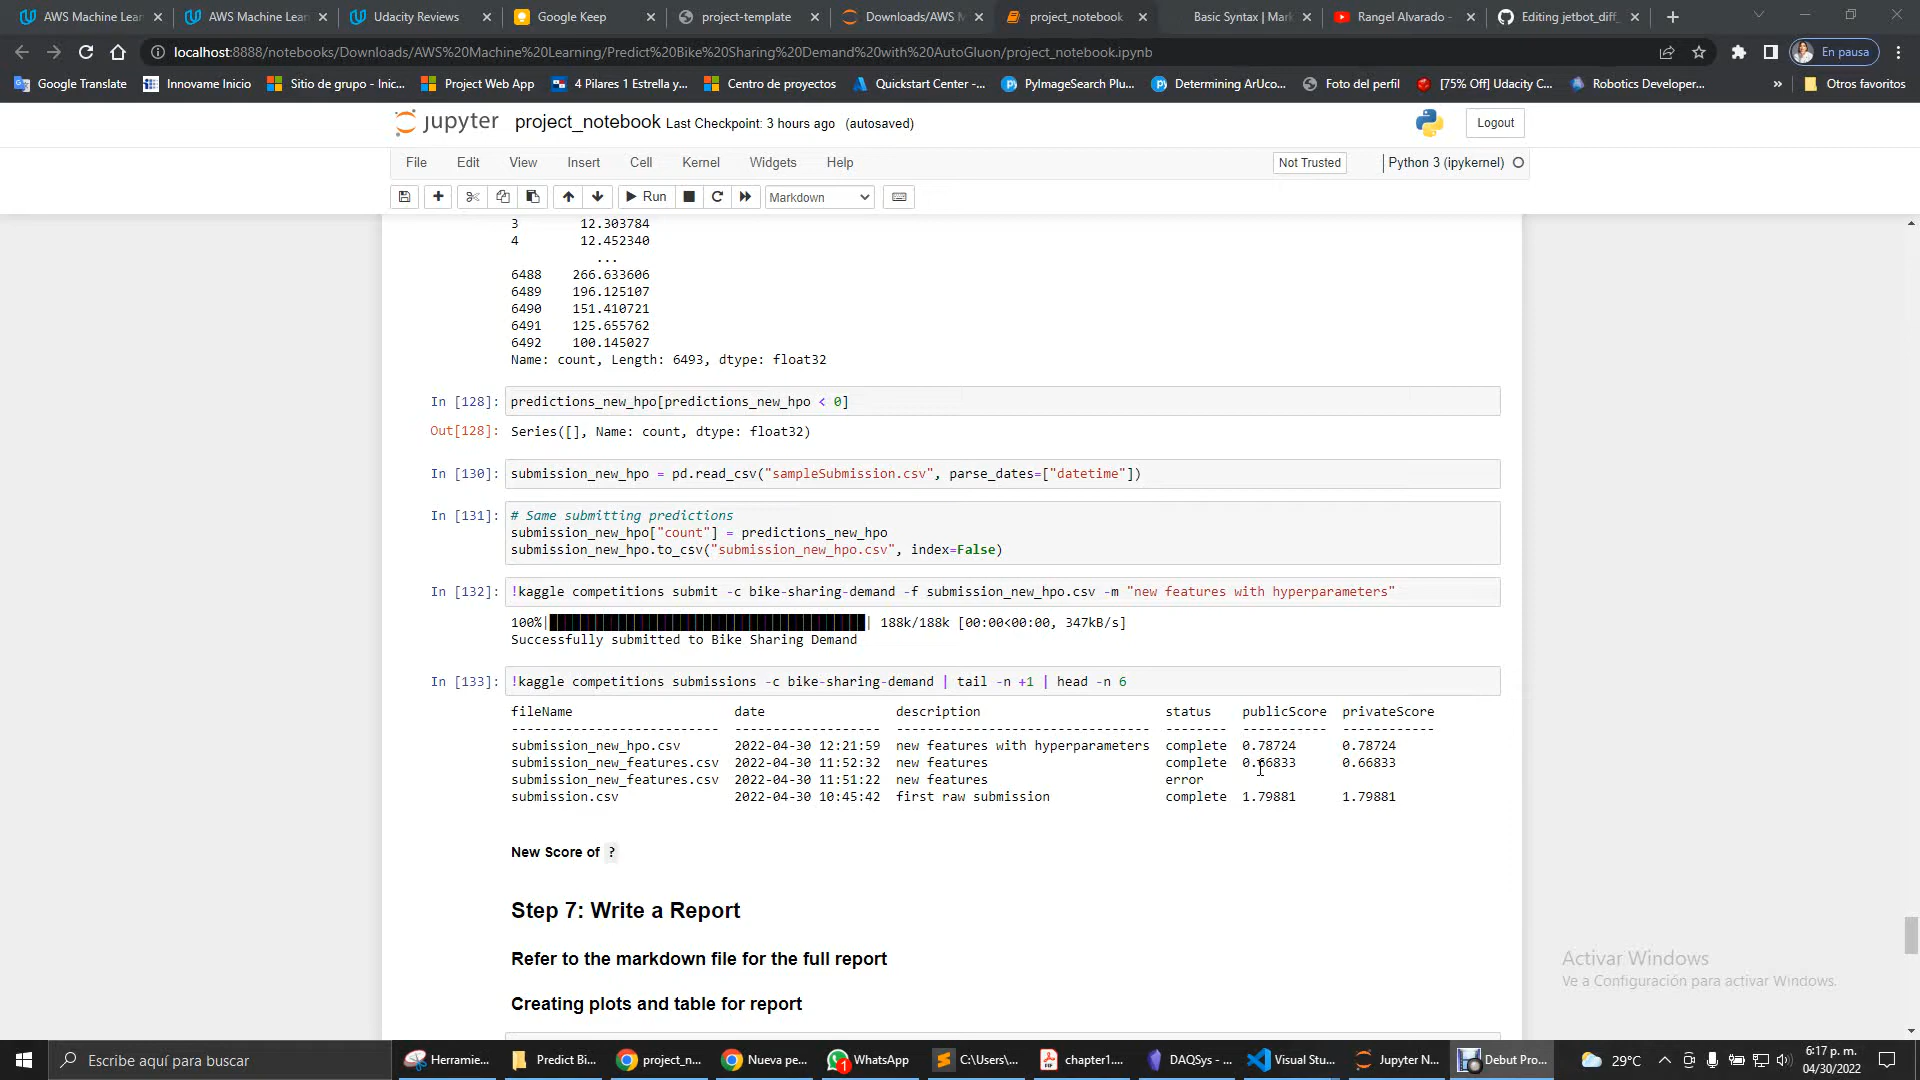 AWS Machine Lear
AWS Machine Lear
Udacity Reviews
Google Keep
project-template
Downloads/AWS M
project_notebook
Basic Syntax | Mark
Rangel Alvarado -
Editing jetbot_diff_
localhost:8888/notebooks/Downloads/AWS%20Machine%20Learning/Predict%20Bike%20Sharing%20Demand%20with%20AutoGluon/project_notebook.ipynb
En pausa
Google Translate
Innovame Inicio
Sitio de grupo - Inic...
Project Web App
4 Pilares 1 Estrella y...
Centro de proyectos
Quickstart Center -...
PyImageSearch Plu...
Determining ArUco...
Foto del perfil
[75% Off] Udacity C...
Robotics Developer...
»
Otros favoritos
jupyter project_notebook Last Checkpoint: 3 hours ago (autosaved)
Logout
File Edit View Insert Cell Kernel Widgets Help
Not Trusted
Python 3 (ipykernel)
Run
Markdown
3 12.303784
4 12.452340
...
6488 266.633606
6489 196.125107
6490 151.410721
6491 125.655762
6492 100.145027
Name: count, Length: 6493, dtype: float32
In [128]: predictions_new_hpo[predictions_new_hpo < 0]
Out[128]: Series([], Name: count, dtype: float32)
In [130]: submission_new_hpo = pd.read_csv("sampleSubmission.csv", parse_dates=["datetime"])
In [131]: # Same submitting predictions
submission_new_hpo["count"] = predictions_new_hpo
submission_new_hpo.to_csv("submission_new_hpo.csv", index=False)
In [132]: !kaggle competitions submit -c bike-sharing-demand -f submission_new_hpo.csv -m "new features with hyperparameters"
100%| | 188k/188k [00:00<00:00, 347kB/s]
Successfully submitted to Bike Sharing Demand
In [133]: !kaggle competitions submissions -c bike-sharing-demand | tail -n +1 | head -n 6
fileName date description status publicScore privateScore
--------------------------- ------------------- --------------------------------- -------- ----------- ------------
submission_new_hpo.csv 2022-04-30 12:21:59 new features with hyperparameters complete 0.78724 0.78724
submission_new_features.csv 2022-04-30 11:52:32 new features complete 0.66833 0.66833
submission_new_features.csv 2022-04-30 11:51:22 new features error
submission.csv 2022-04-30 10:45:42 first raw submission complete 1.79881 1.79881
New Score of ?
Step 7: Write a Report
Refer to the markdown file for the full report
Creating plots and table for report
Activar Windows
Ve a Configuración para activar Windows.
Escribe aquí para buscar
Herramie...
Predict Bi...
project_n...
Nueva pe...
1
WhatsApp
C:\Users\...
chapter1....
DAQSys - ...
Visual Stu...
Jupyter N...
Debut Pro...
29°C
6:17 p. m.
04/30/2022